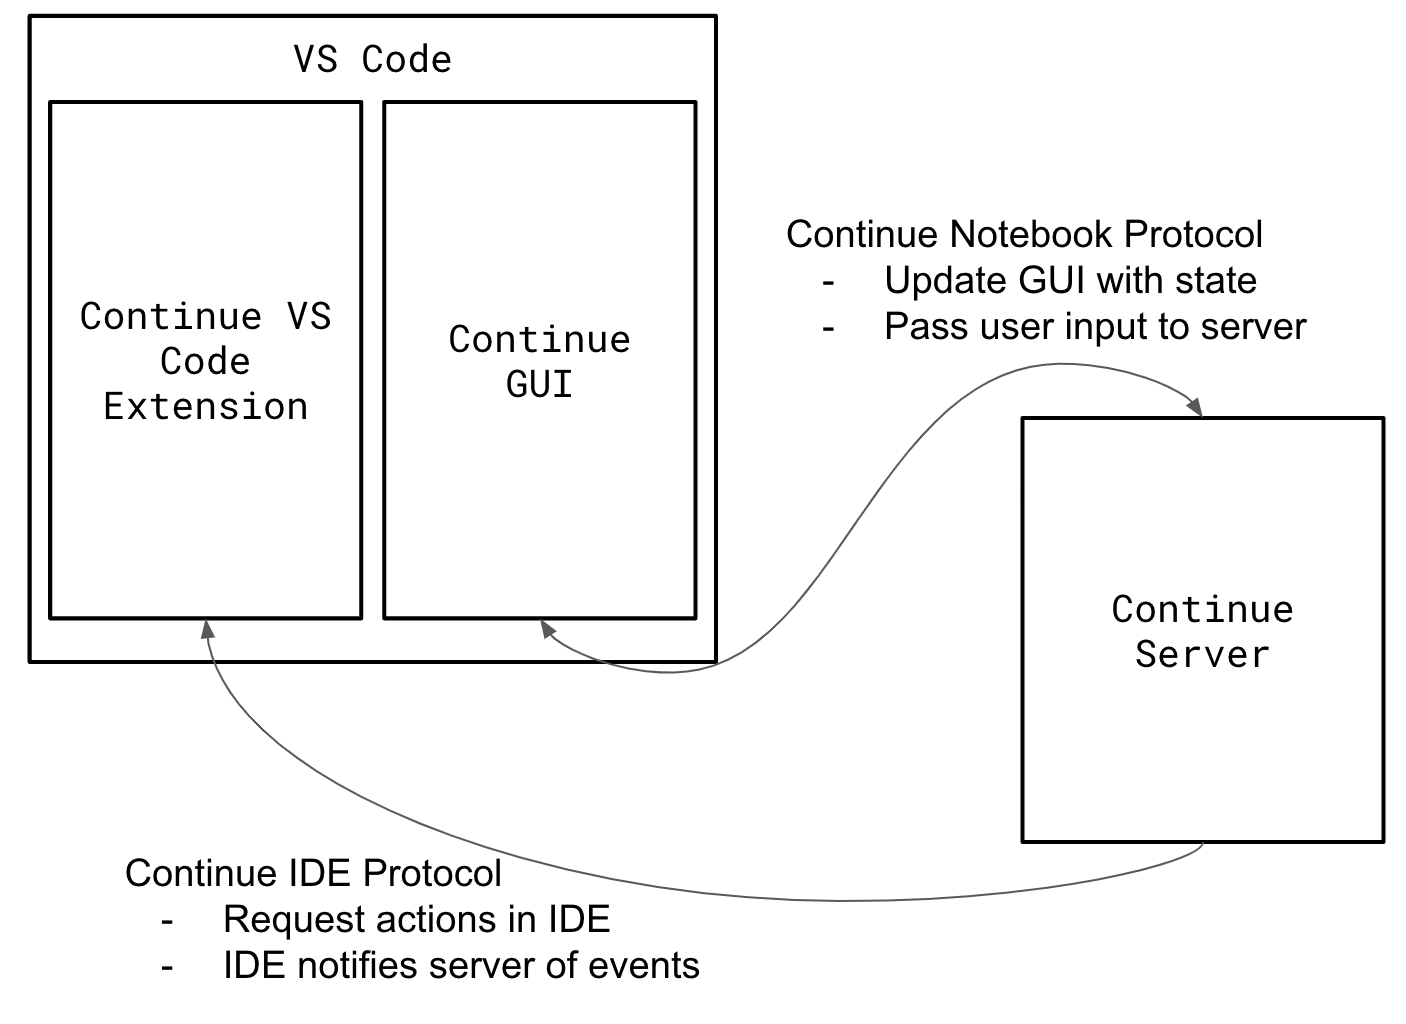 VS Code
Continue VS
Code
Extension
Continue
GUI
Continue Notebook Protocol
- Update GUI with state
- Pass user input to server
Continue
Server
Continue IDE Protocol
- Request actions in IDE
- IDE notifies server of events